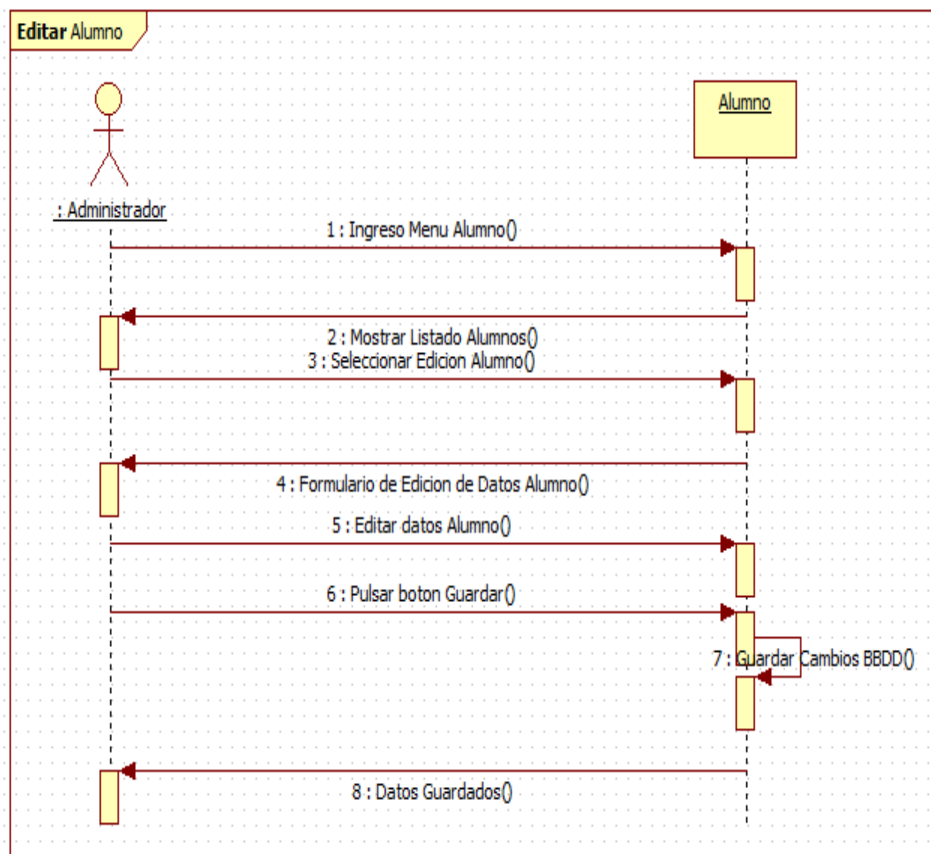 Editar Alumno
Alumno
: Administrador
1 : Ingreso Menu Alumno()
2 : Mostrar Listado Alumnos()
3 : Seleccionar Edicion Alumno()
4 : Formulario de Edicion de Datos Alumno()
5 : Editar datos Alumno()
6 : Pulsar boton Guardar()
7 : Guardar Cambios BBDD()
8 : Datos Guardados()